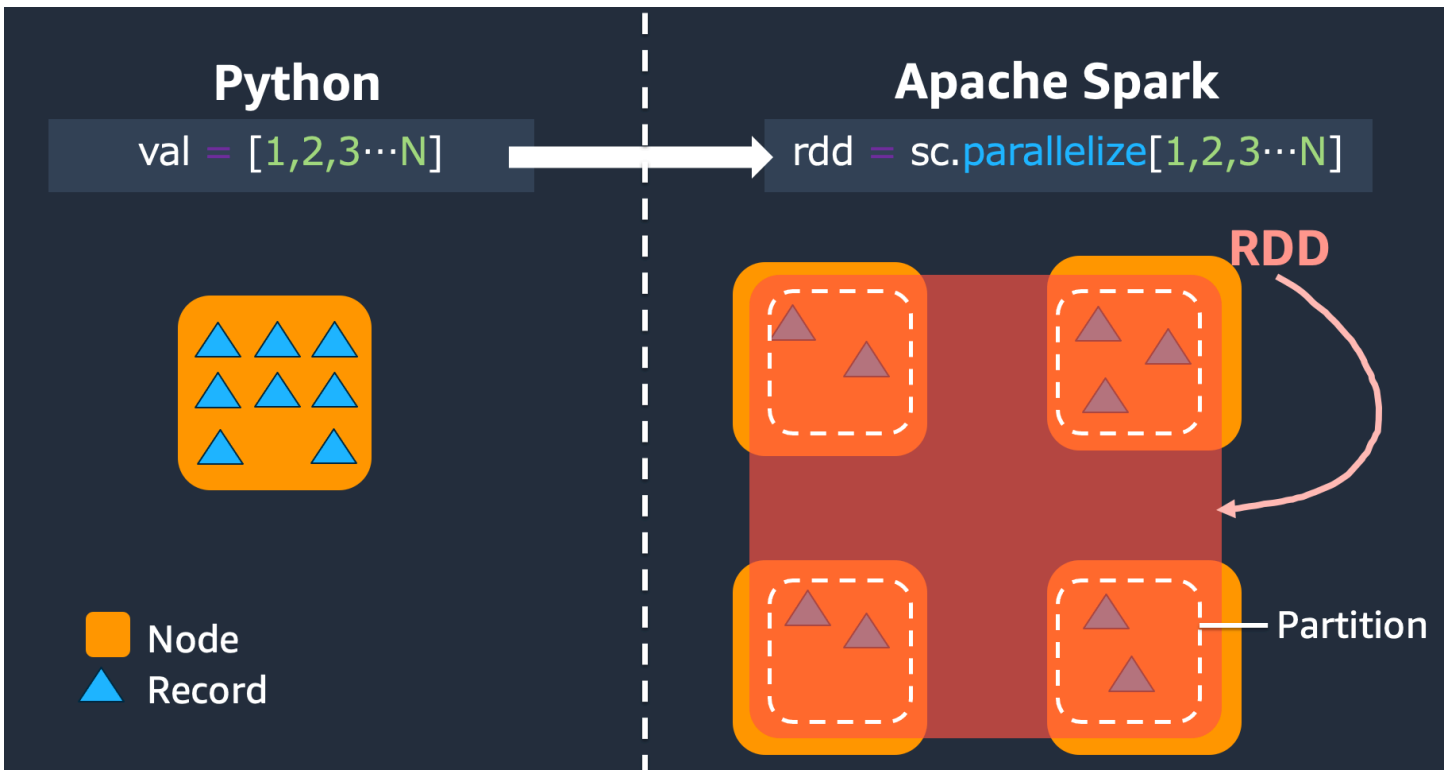 Python
val = [1,2,3⋯N]
Apache Spark
rdd = sc.parallelize[1,2,3⋯N]
RDD
Partition
Node
Record